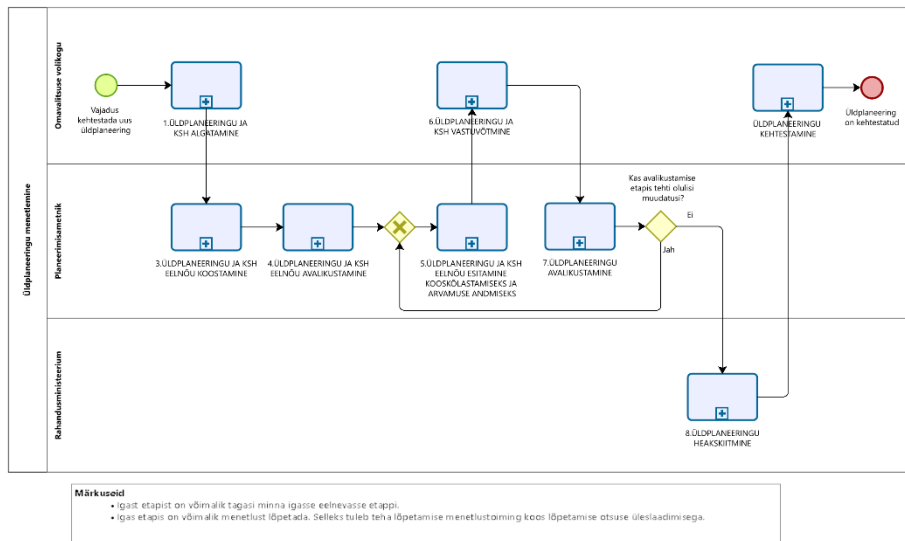 Üldplaneeringu menetlemine
Omavalitsuse volikogu
Vajadus
kehtestada uus
üldplaneering
1.ÜLDPLANEERINGU JA
KSH ALGATAMINE
6.ÜLDPLANEERINGU JA
KSH VASTUVÕTMINE
ÜLDPLANEERINGU
KEHTESTAMINE
Üldplaneering
on kehtestatud
Planeerimisametnik
3.ÜLDPLANEERINGU JA KSH
EELNÕU KOOSTAMINE
4.ÜLDPLANEERINGU JA KSH
EELNÕU AVALIKUSTAMINE
5.ÜLDPLANEERINGU JA KSH
EELNÕU ESITAMINE
KOOSKÕLASTAMISEKS JA
ARVAMUSE ANDMISEKS
7.ÜLDPLANEERINGU
AVALIKUSTAMINE
Kas avalikustamise
etapis tehti olulisi
muudatusi?
Ei
Jah
Rahandusministeerium
8.ÜLDPLANEERINGU
HEAKSKIITMINE
Märkuseid
• Igast etapist on võimalik tagasi minna igasse eelnevasse etappi.
• Igas etapis on võimalik menetlust lõpetada. Selleks tuleb teha lõpetamise menetlustoiming koos lõpetamise otsuse üleslaadimisega.